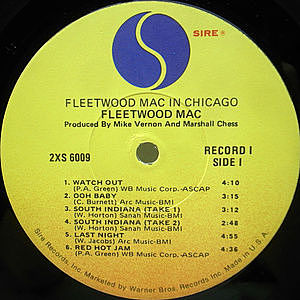 SIRE®
FLEETWOOD MAC IN CHICAGO
FLEETWOOD MAC
Produced By Mike Vernon And Marshall Chess
2XS 6009
RECORD I
SIDE I
1. WATCH OUT 4:10
(P.A. Green) WB Music Corp.-ASCAP
2. OOH BABY 3:15
(C. Burnett) Arc Music-BMI
3. SOUTH INDIANA (TAKE 1) 3:12
(W. Horton) Sanah Music-BMI
4. SOUTH INDIANA (TAKE 2) 2:48
(W. Horton) Sanah Music-BMI
5. LAST NIGHT 4:56
(W. Jacobs) Arc Music-BMI
6. RED HOT JAM 4:36
(P.A. Green) WB Music Corp.-ASCAP
Sire Records, Inc. Marketed by Warner Bros. Records Inc. Made in U.S.A.